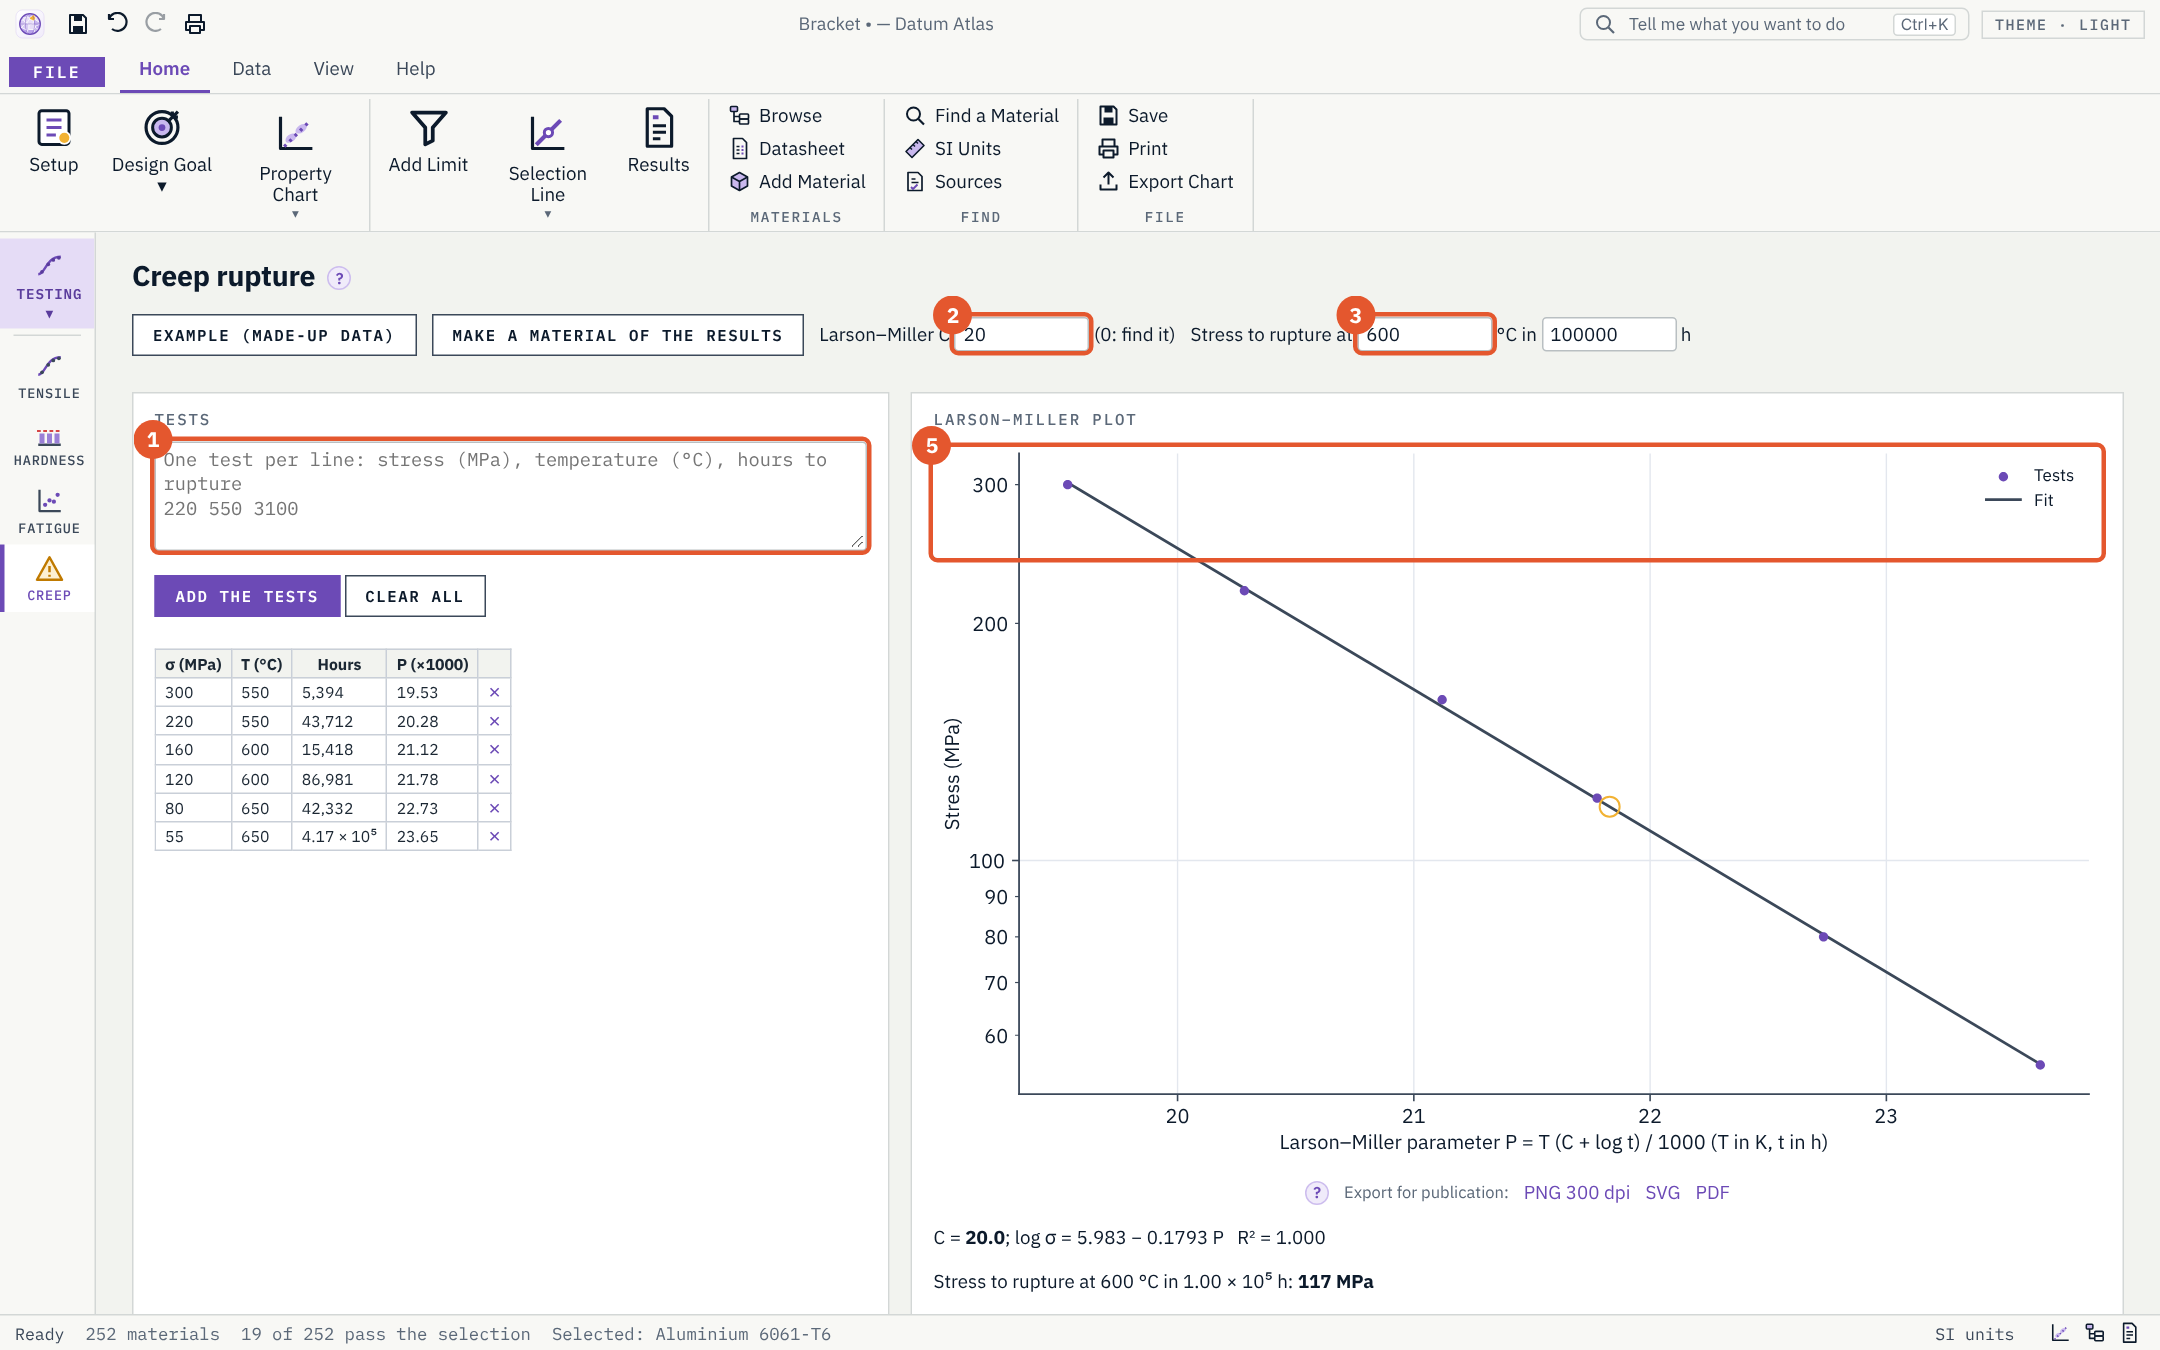 Bracket • — Datum Atlas
Tell me what you want to do
Ctrl+K
THEME · LIGHT
FILE
Home
Data
View
Help
Setup
Design Goal
Property Chart
Add Limit
Selection Line
Results
Browse
Datasheet
Add Material
MATERIALS
Find a Material
SI Units
Sources
FIND
Save
Print
Export Chart
FILE
TESTING
TENSILE
HARDNESS
FATIGUE
CREEP
Creep rupture ?
EXAMPLE (MADE-UP DATA)
MAKE A MATERIAL OF THE RESULTS
Larson–Miller C
2
20
(0: find it)
Stress to rupture at
3
600
°C in
100000
h
TESTS
1
One test per line: stress (MPa), temperature (°C), hours to
rupture
220 550 3100
ADD THE TESTS
CLEAR ALL
σ (MPa) T (°C) Hours P (×1000)
300 550 5,394 19.53 ×
220 550 43,712 20.28 ×
160 600 15,418 21.12 ×
120 600 86,981 21.78 ×
80 650 42,332 22.73 ×
55 650 4.17 × 10⁵ 23.65 ×
LARSON–MILLER PLOT
5
Tests
Fit
300
200
100
90
80
70
60
Stress (MPa)
20 21 22 23
Larson–Miller parameter P = T (C + log t) / 1000 (T in K, t in h)
? Export for publication: PNG 300 dpi SVG PDF
C = 20.0; log σ = 5.983 − 0.1793 P R² = 1.000
Stress to rupture at 600 °C in 1.00 × 10⁵ h: 117 MPa
Ready 252 materials 19 of 252 pass the selection Selected: Aluminium 6061-T6
SI units